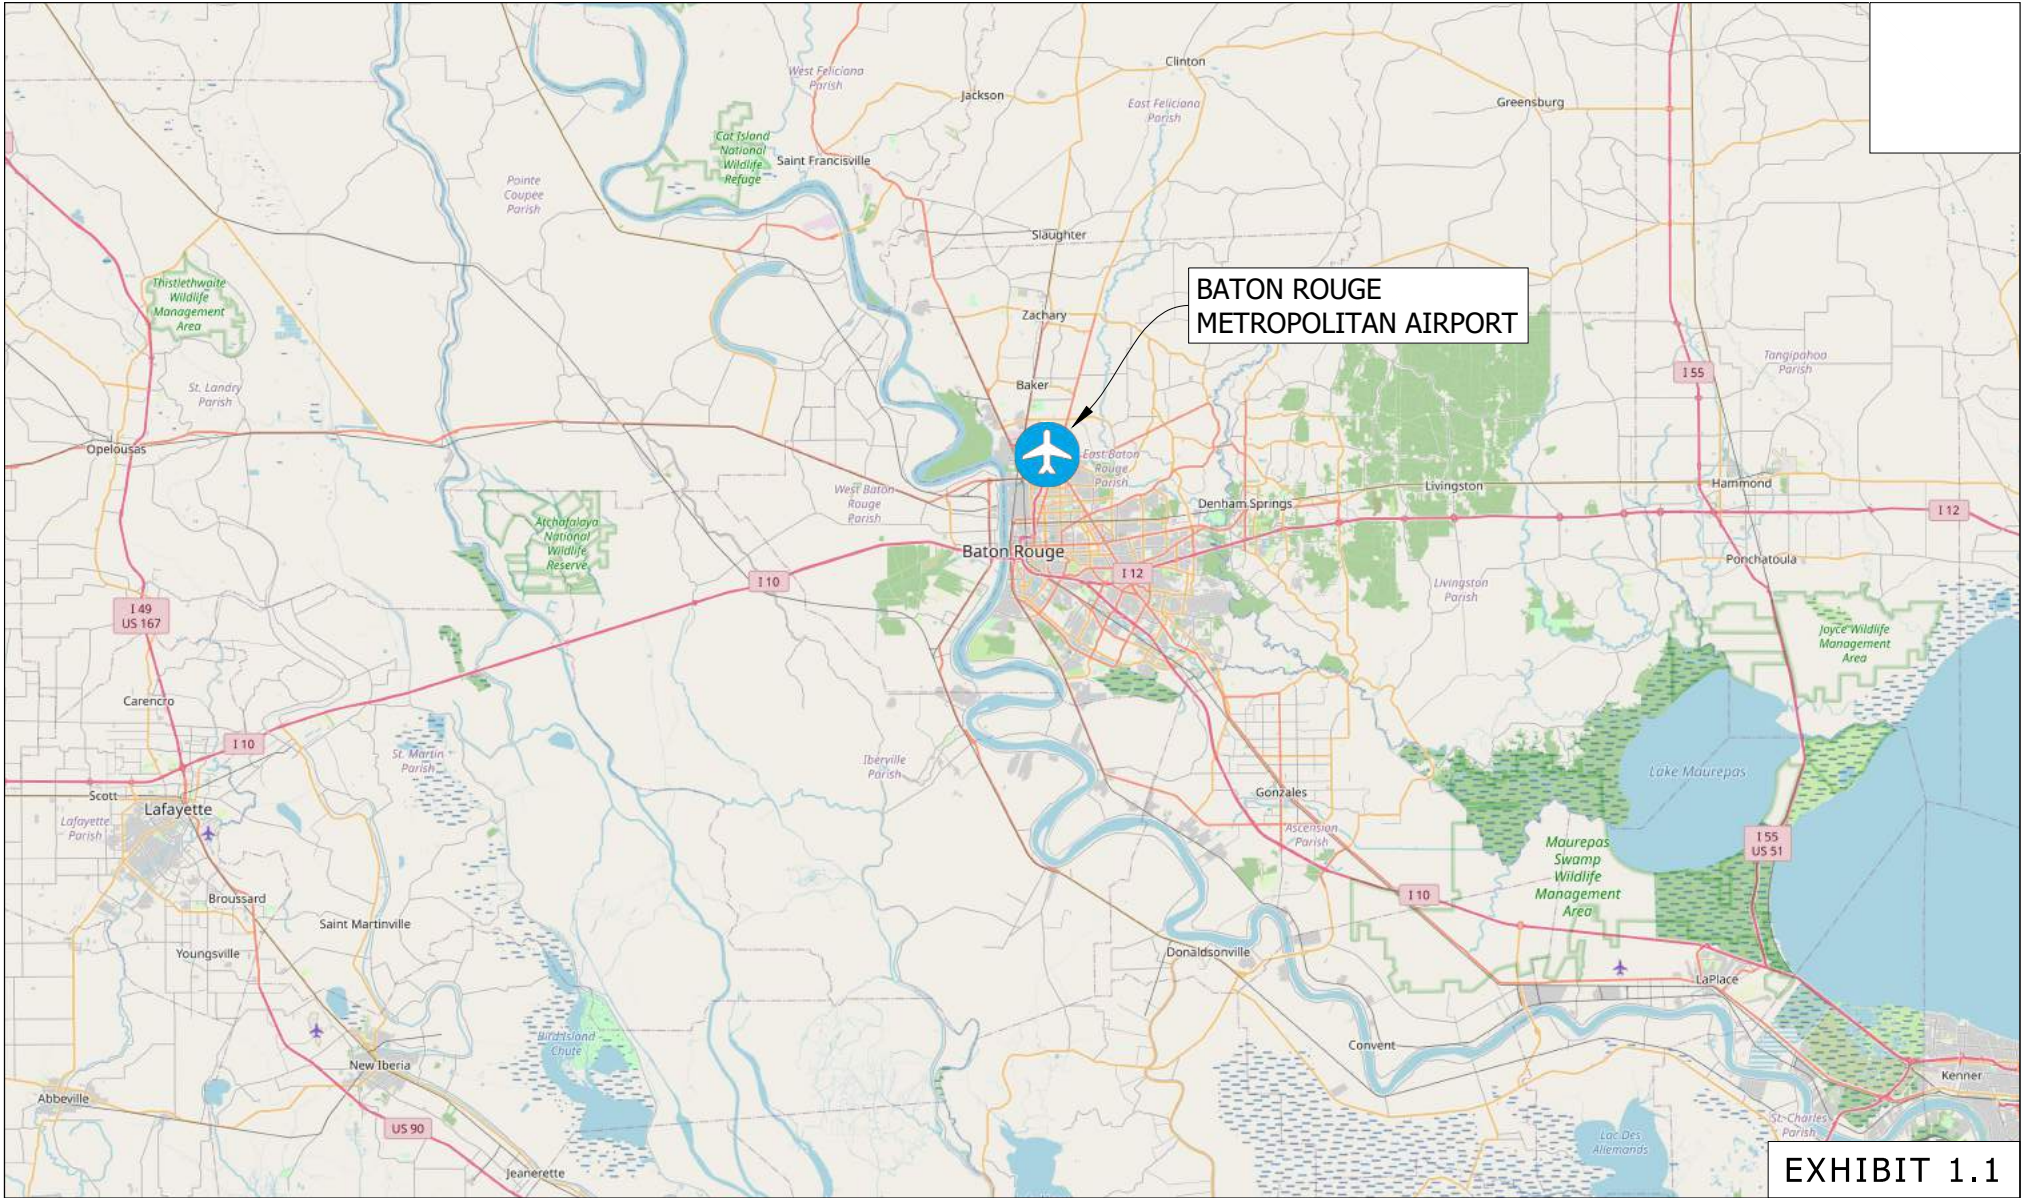 Clinton
West Feliciana
Parish
Jackson
East Feliciana
Parish
Greensburg
Cat Island
National
Wildlife
Refuge
Saint Francisville
Pointe
Coupee
Parish
Slaughter
Thistlethwaite
Wildlife
Management
Area
BATON ROUGE
METROPOLITAN AIRPORT
Zachary
Tangipahoa
Parish
I 55
St. Landry
Parish
Baker
Opelousas
East Baton
Rouge
Parish
West Baton
Rouge
Parish
Denham Springs
Livingston
Hammond
I 12
Atchafalaya
National
Wildlife
Reserve
Baton Rouge
Ponchatoula
I 12
I 10
Livingston
Parish
I 49
US 167
Joyce Wildlife
Management
Area
Carencro
I 10
St. Martin
Parish
Iberville
Parish
Lake Maurepas
Scott
Lafayette
Lafayette
Parish
Gonzales
Ascension
Parish
I 55
US 51
Maurepas
Swamp
Wildlife
Management
Area
I 10
Broussard
Saint Martinville
Youngsville
Donaldsonville
LaPlace
Bird Island
Chute
Convent
New Iberia
Kenner
Abbeville
US 90
St. Charles
Parish
Lac Des
Allemands
Jeanerette
EXHIBIT 1.1